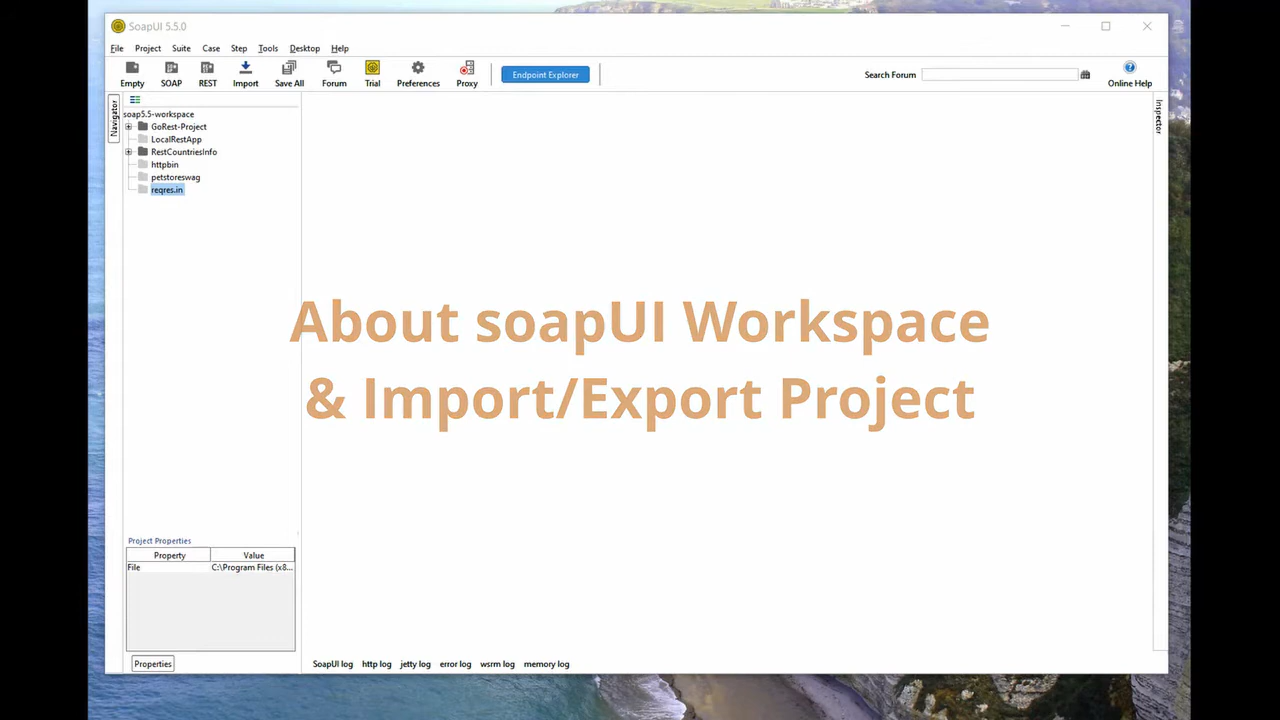 SoapUI 5.5.0
File Project Suite Case Step Tools Desktop Help
Empty SOAP REST Import Save All Forum Trial Preferences Proxy Endpoint Explorer Search Forum Online Help
Navigator
Inspector
soap5.5-workspace
GoRest-Project
LocalRestApp
RestCountriesInfo
httpbin
petstoreswag
reqres.in
About soapUI Workspace
& Import/Export Project
Project Properties
Property Value
File C:\Program Files (x8...
Properties
SoapUI log http log jetty log error log wsrm log memory log